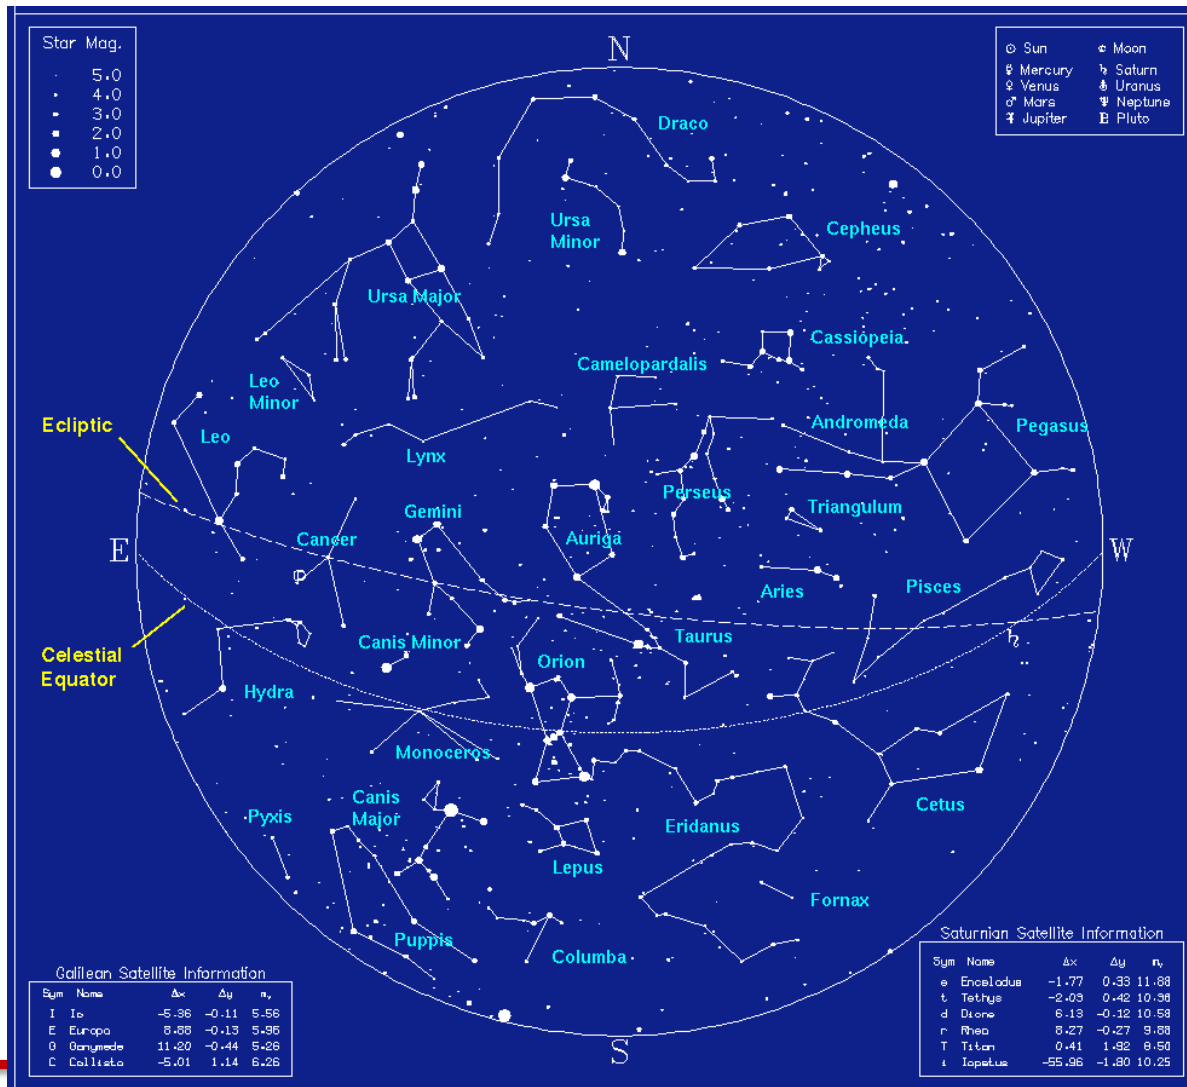 Star Mag.
5.0
4.0
3.0
2.0
1.0
0.0
N
Sun
Moon
Mercury
Saturn
Venus
Uranus
Mars
Neptune
Jupiter
Pluto
Draco
Ursa
Minor
Cepheus
Ursa Major
Cassiopeia
Camelopardalis
Leo
Minor
Ecliptic
Leo
Lynx
Andromeda
Pegasus
Perseus
Triangulum
Gemini
Auriga
Cancer
E
W
Aries
Pisces
Celestial
Equator
Canis Minor
Taurus
Orion
Hydra
Monoceros
Canis
Major
Pyxis
Eridanus
Cetus
Lepus
Fornax
Puppis
Columba
S
Galilean Satellite Information
Sym Name Δx Δy m,
I Io -5.36 -0.11 5.56
E Europa 8.88 -0.13 5.96
G Ganymede 11.20 -0.44 5.26
C Callisto -5.01 1.14 6.26
Saturnian Satellite Information
Sym Name Δx Δy m,
e Enceladus -1.77 0.33 11.88
t Tethys -2.09 0.42 10.36
d Dione 6.13 -0.12 10.58
r Rhea 8.27 -0.27 9.88
T Titan 0.41 1.92 8.50
i Iapetus -55.96 -1.80 10.25